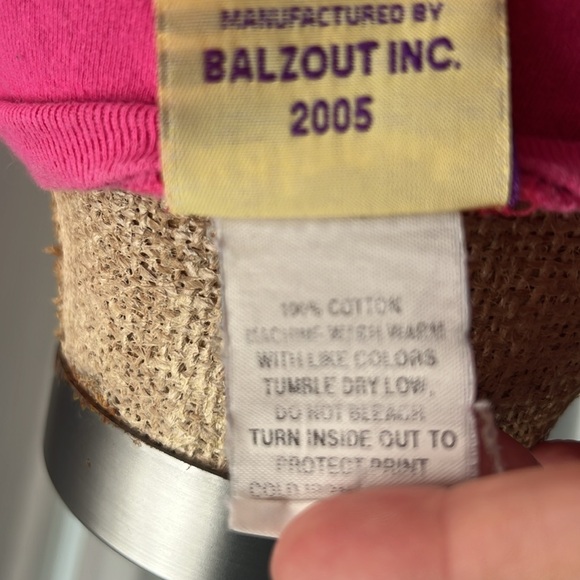 MANUFACTURED BY
BALZOUT INC.
2005
100% COTTON
MACHINE WASH WARM
WITH LIKE COLORS
TUMBLE DRY LOW,
DO NOT BLEACH
TURN INSIDE OUT TO
PROTECT PRINT
COLD